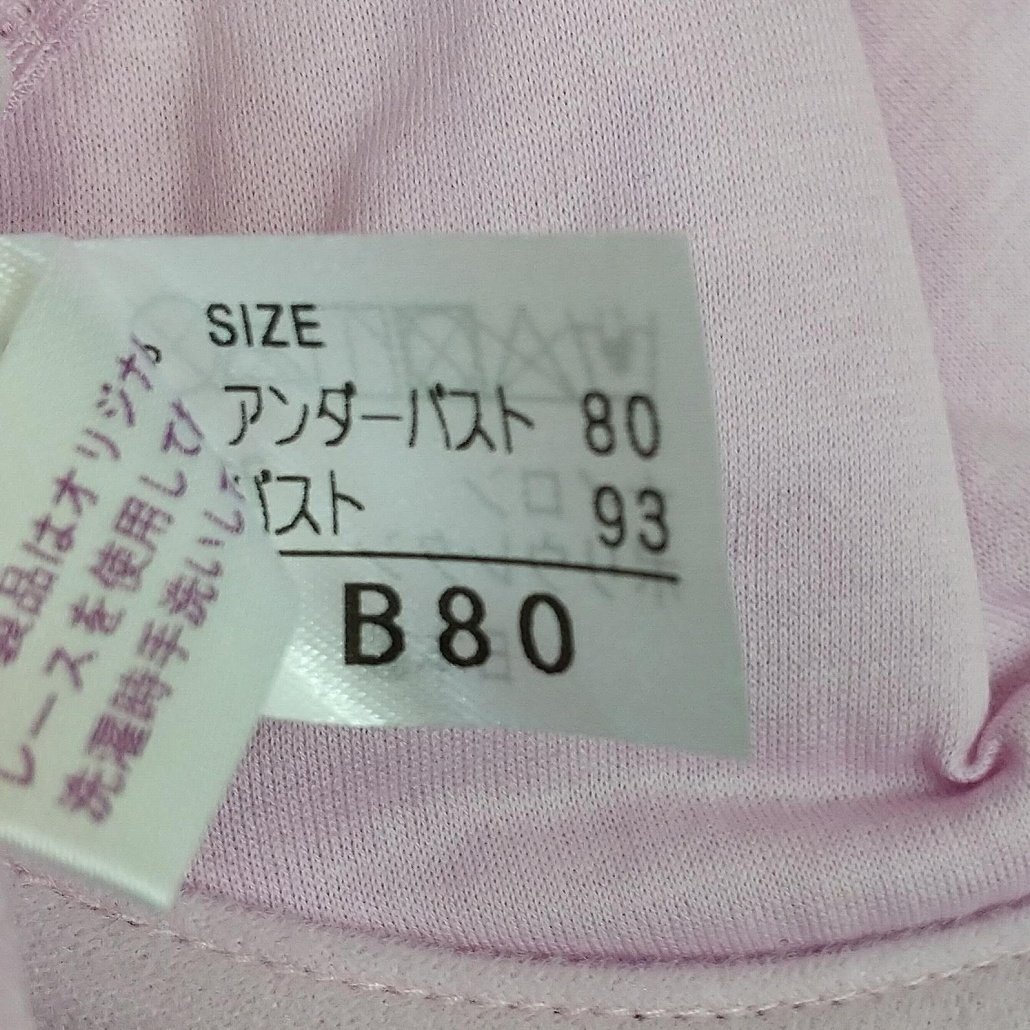 SIZE
アンダーバスト 80
バスト 93
B80
製品はオリジナル
レースを使用して
洗濯時手洗いし